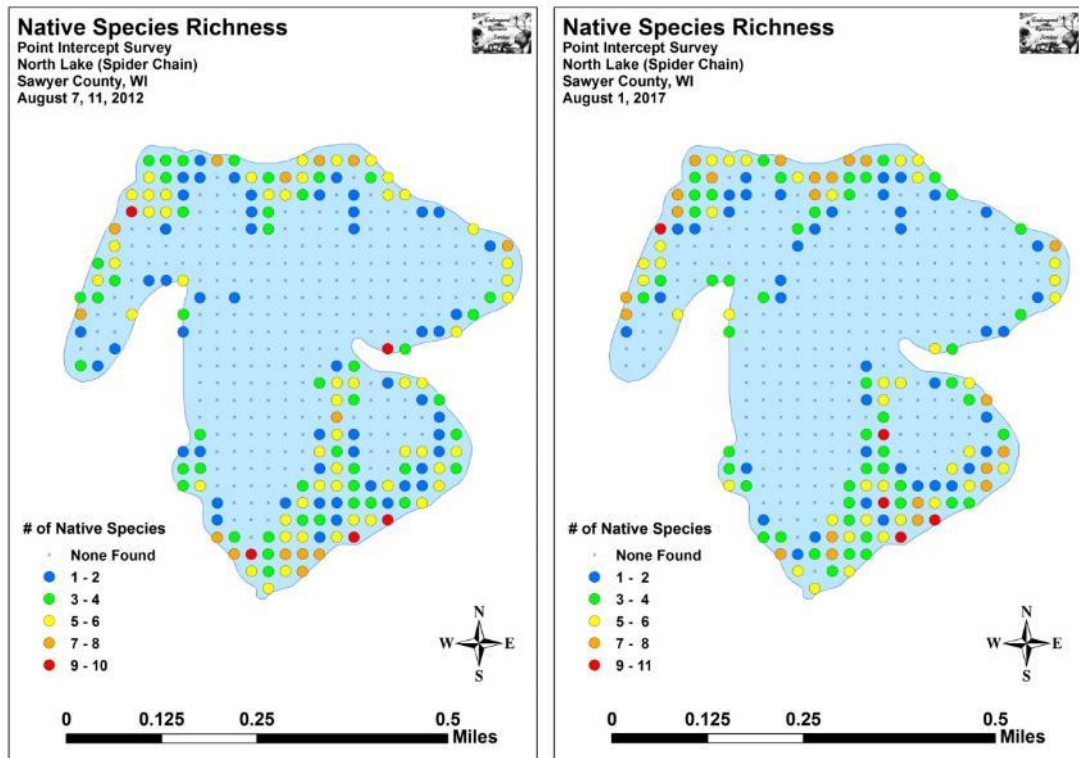 Native Species Richness
Point Intercept Survey
North Lake (Spider Chain)
Sawyer County, WI
August 7, 11, 2012
# of Native Species
None Found
1 - 2
3 - 4
5 - 6
7 - 8
9 - 10
N
W E
S
0 0.125 0.25 0.5
Miles
Native Species Richness
Point Intercept Survey
North Lake (Spider Chain)
Sawyer County, WI
August 1, 2017
# of Native Species
None Found
1 - 2
3 - 4
5 - 6
7 - 8
9 - 11
N
W E
S
0 0.125 0.25 0.5
Miles